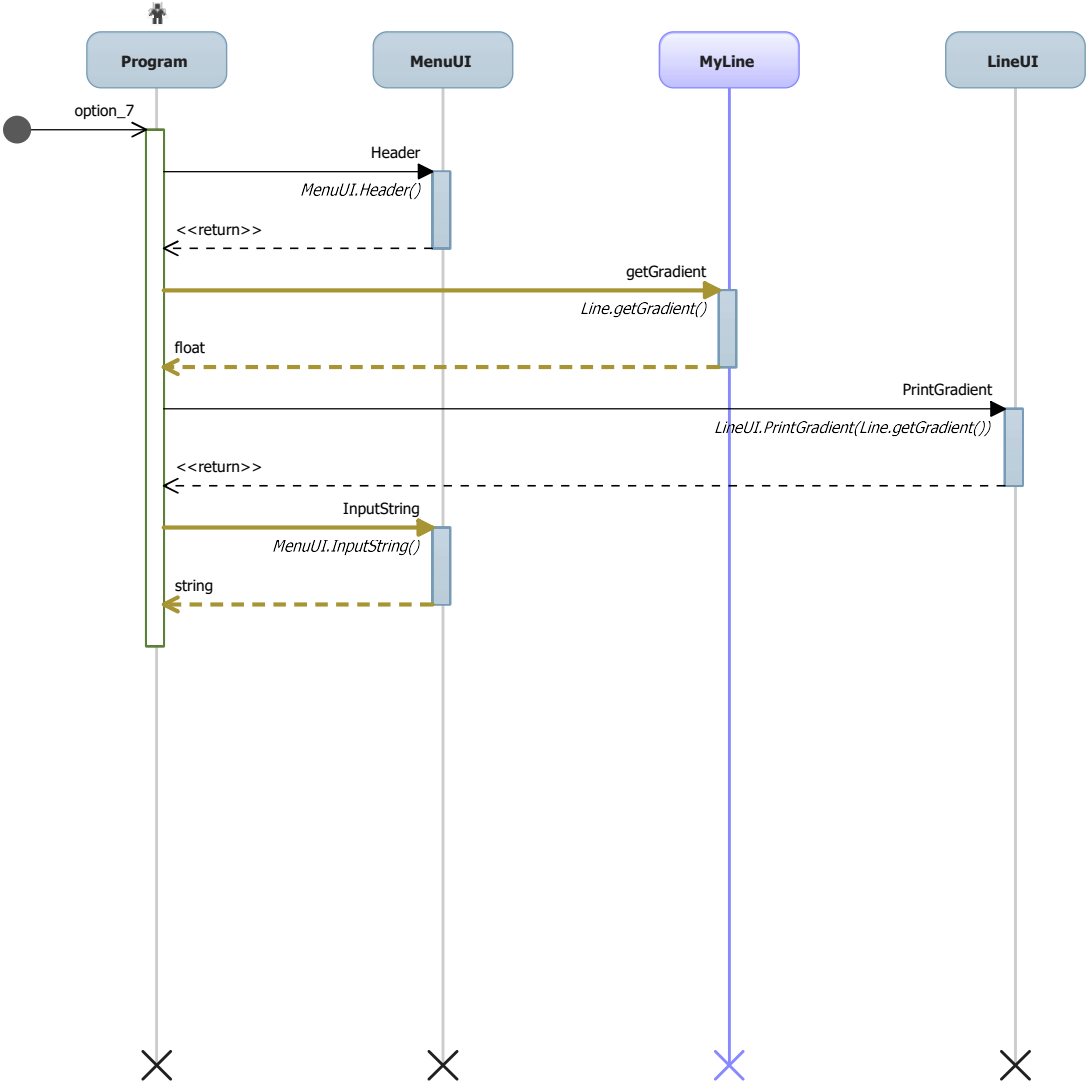 Program
MenuUI
MyLine
LineUI
option_7
Header
MenuUI.Header()
<<return>>
getGradient
Line.getGradient()
float
PrintGradient
LineUI.PrintGradient(Line.getGradient())
<<return>>
InputString
MenuUI.InputString()
string